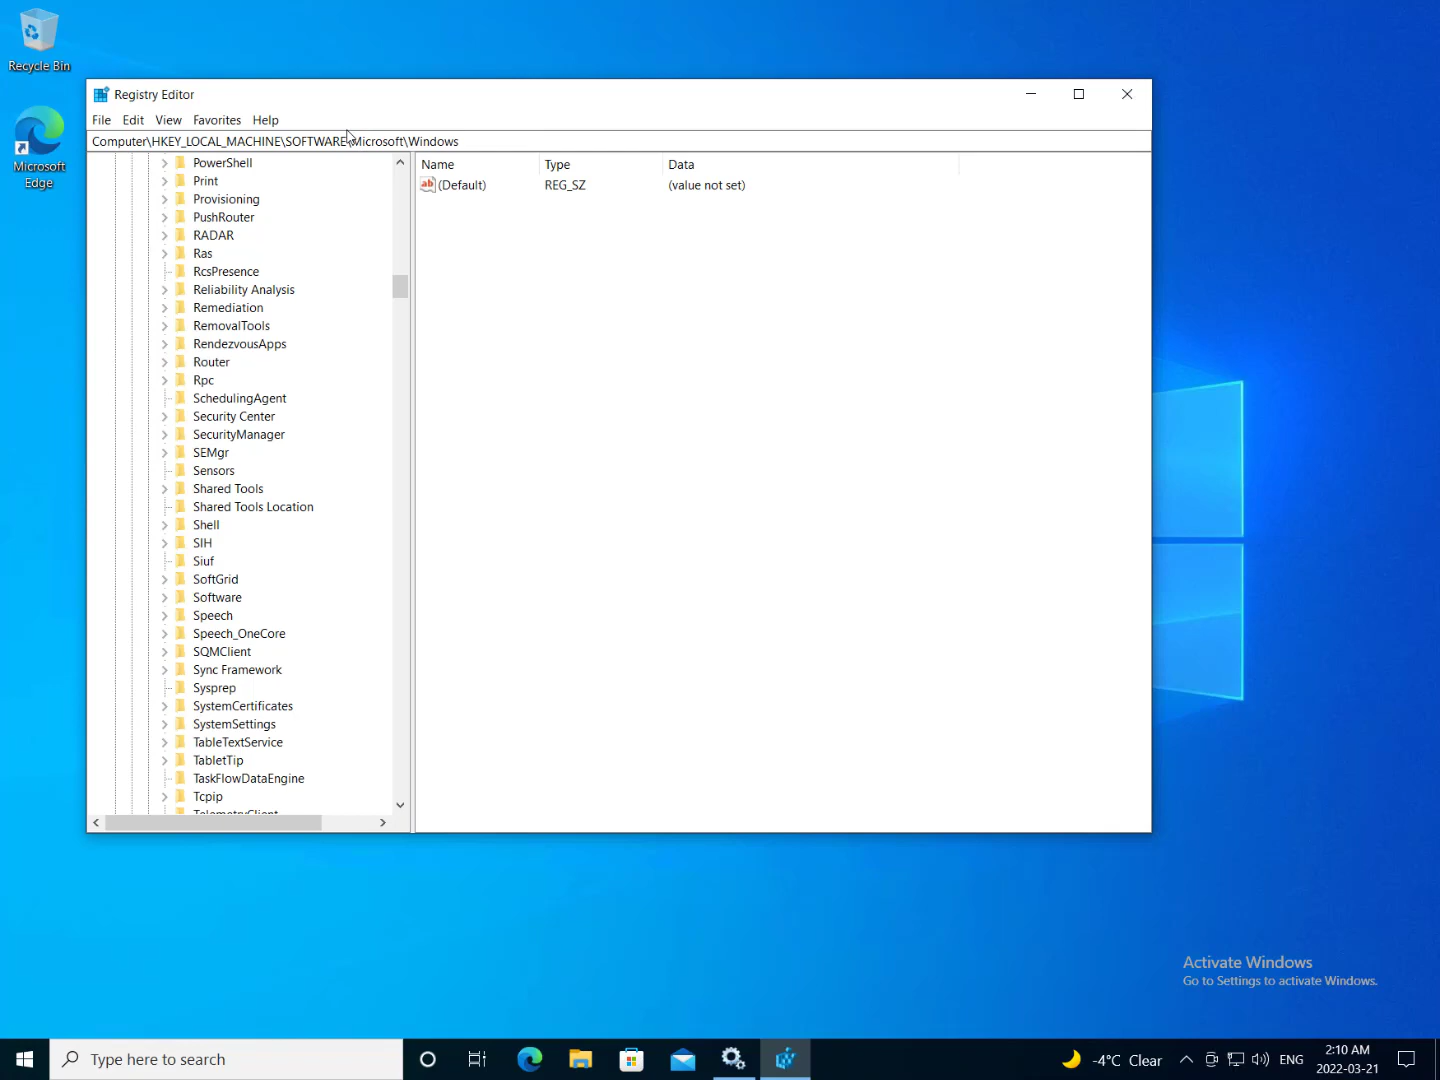 Recycle Bin
Microsoft
Edge
Registry Editor
File Edit View Favorites Help
Computer\HKEY_LOCAL_MACHINE\SOFTWARE\Microsoft\Windows
Name Type Data
(Default) REG_SZ (value not set)
PowerShell
Print
Provisioning
PushRouter
RADAR
Ras
RcsPresence
Reliability Analysis
Remediation
RemovalTools
RendezvousApps
Router
Rpc
SchedulingAgent
Security Center
SecurityManager
SEMgr
Sensors
Shared Tools
Shared Tools Location
Shell
SIH
Siuf
SoftGrid
Software
Speech
Speech_OneCore
SQMClient
Sync Framework
Sysprep
SystemCertificates
SystemSettings
TableTextService
TabletTip
TaskFlowDataEngine
Tcpip
TelemetryClient
Activate Windows
Go to Settings to activate Windows.
Type here to search
-4°C Clear
ENG
2:10 AM
2022-03-21